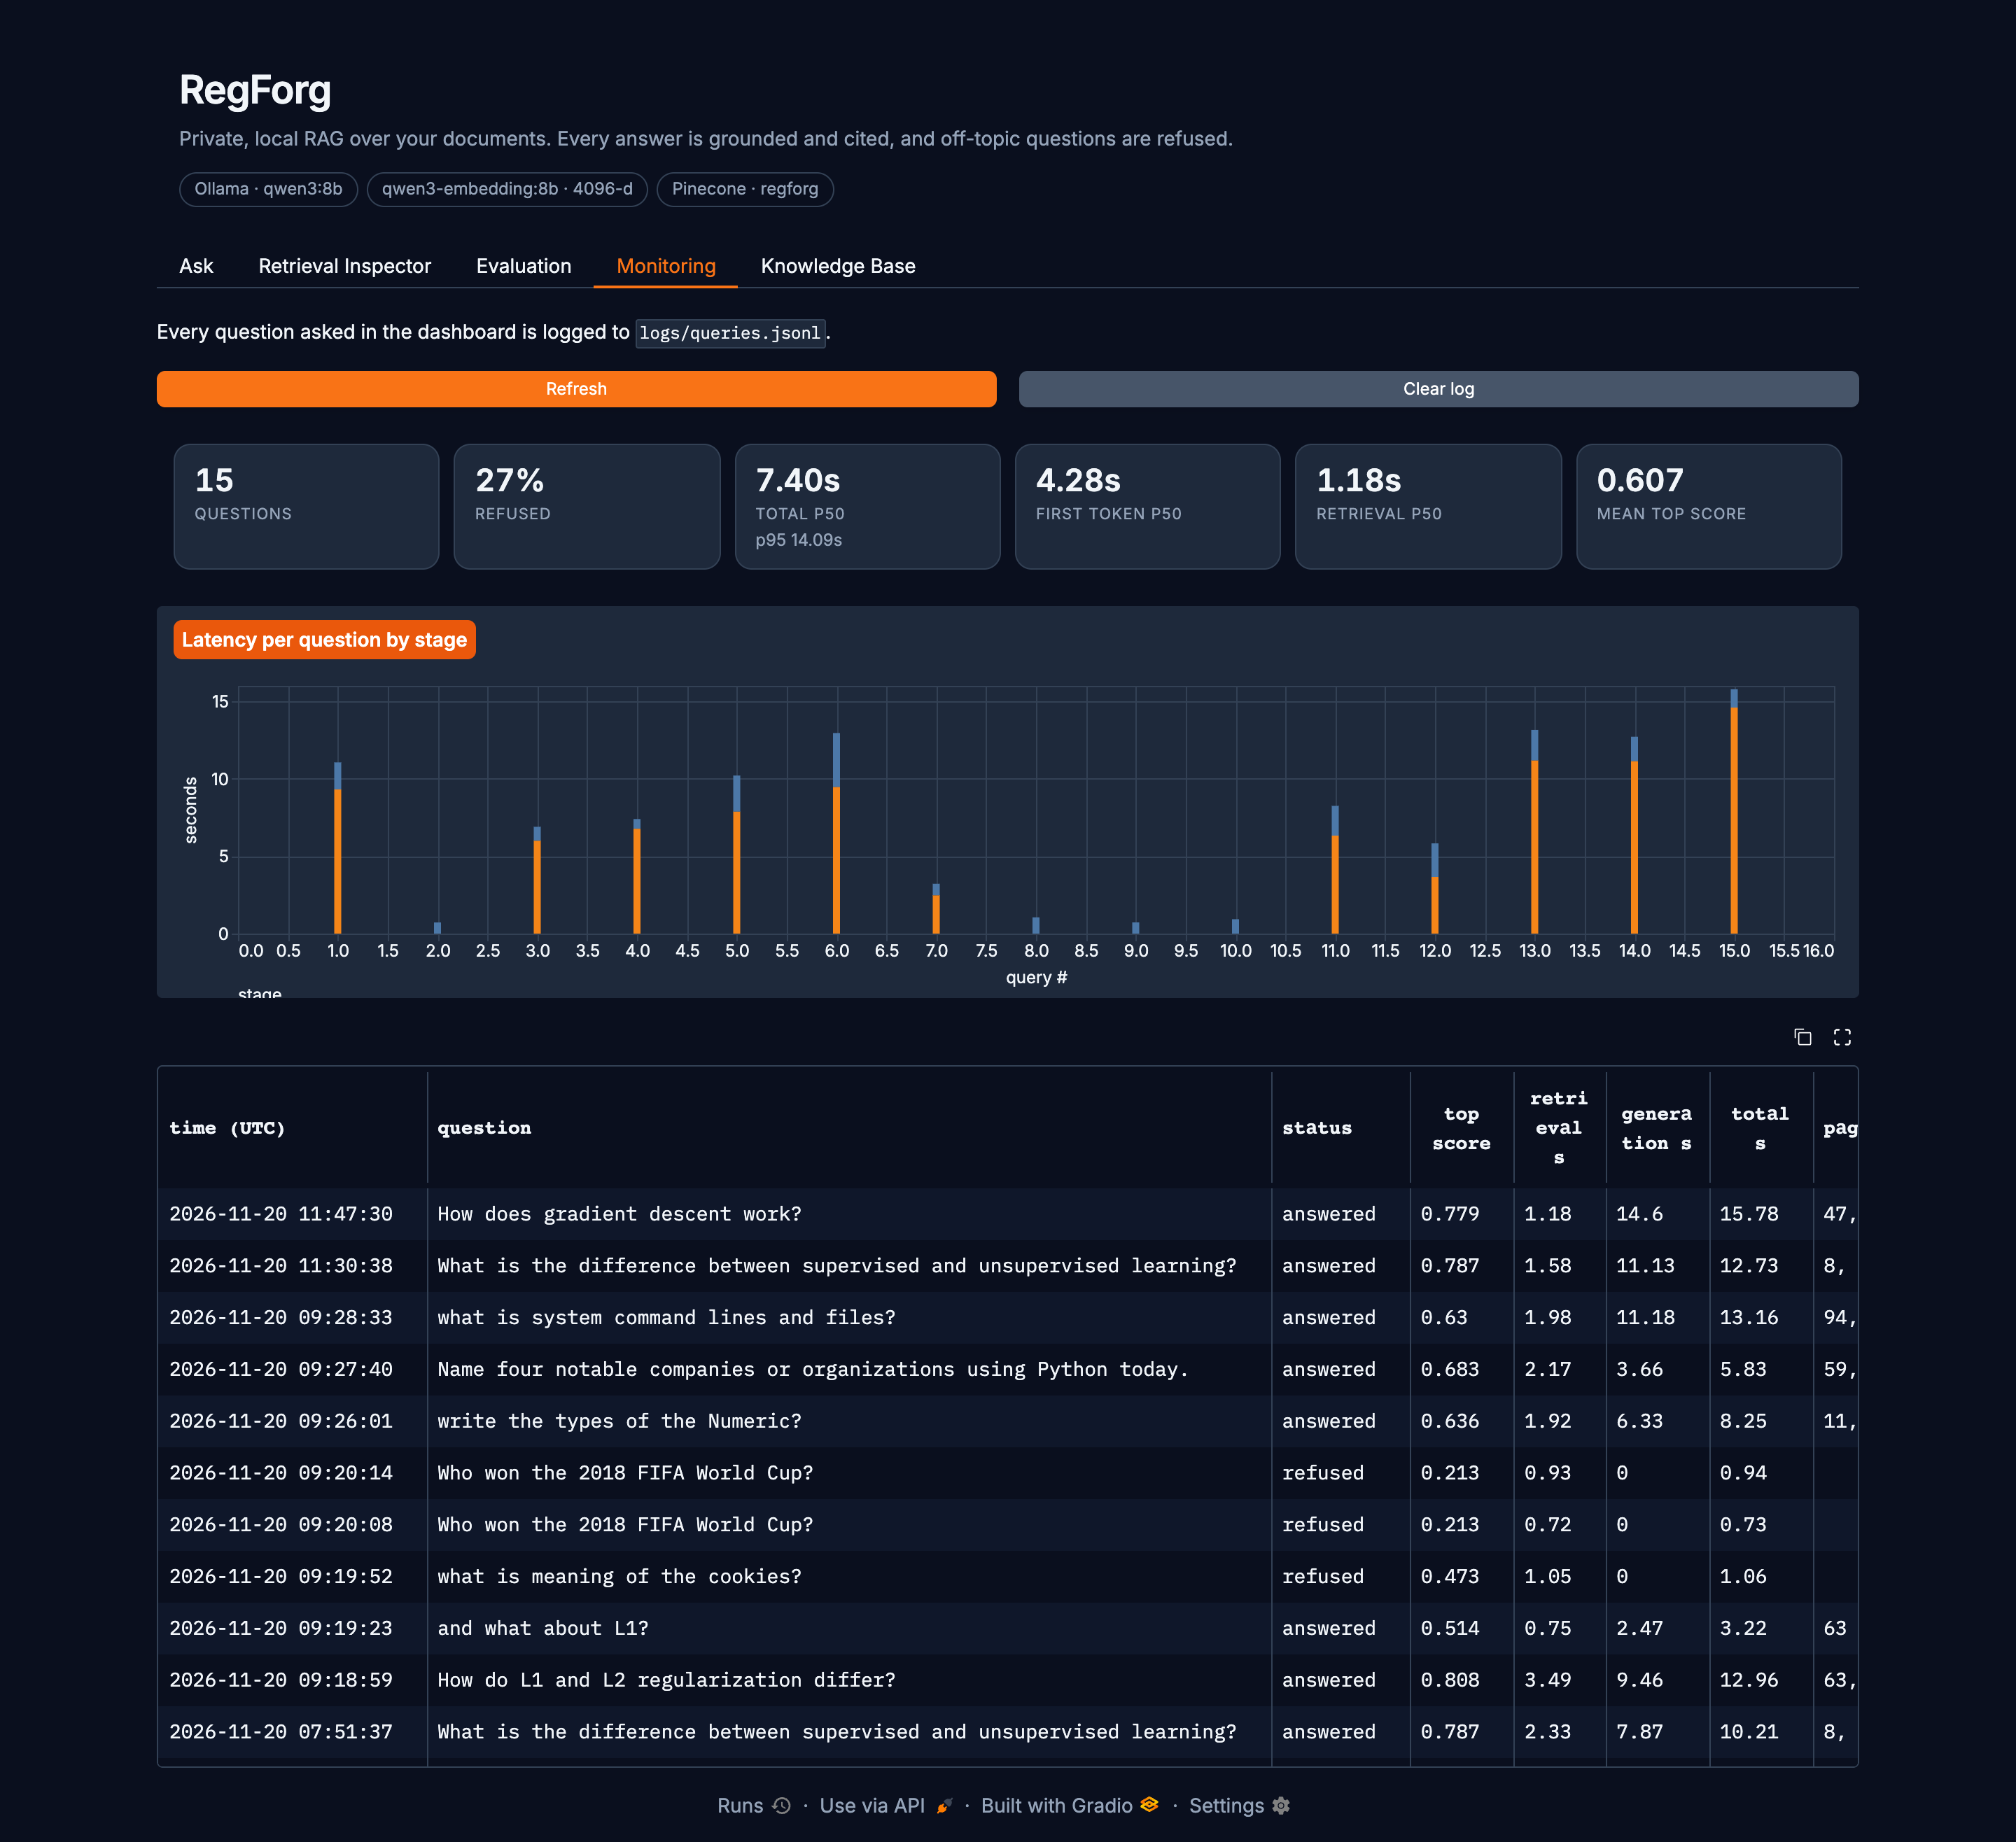 RegForg
Private, local RAG over your documents. Every answer is grounded and cited, and off-topic questions are refused.
Ollama · qwen3:8b qwen3-embedding:8b · 4096-d Pinecone · regforg
Ask Retrieval Inspector Evaluation Monitoring Knowledge Base
Every question asked in the dashboard is logged to logs/queries.jsonl.
Refresh Clear log
15 27% 7.40s 4.28s 1.18s 0.607
QUESTIONS REFUSED TOTAL P50 FIRST TOKEN P50 RETRIEVAL P50 MEAN TOP SCORE
p95 14.09s
Latency per question by stage
15
10
5
0
seconds
0.0 0.5 1.0 1.5 2.0 2.5 3.0 3.5 4.0 4.5 5.0 5.5 6.0 6.5 7.0 7.5 8.0 8.5 9.0 9.5 10.0 10.5 11.0 11.5 12.0 12.5 13.0 13.5 14.0 14.5 15.0 15.5 16.0
query #
stage
time (UTC) question status top score retrieval s generation s total s pag
2026-11-20 11:47:30 How does gradient descent work? answered 0.779 1.18 14.6 15.78 47,
2026-11-20 11:30:38 What is the difference between supervised and unsupervised learning? answered 0.787 1.58 11.13 12.73 8,
2026-11-20 09:28:33 what is system command lines and files? answered 0.63 1.98 11.18 13.16 94,
2026-11-20 09:27:40 Name four notable companies or organizations using Python today. answered 0.683 2.17 3.66 5.83 59,
2026-11-20 09:26:01 write the types of the Numeric? answered 0.636 1.92 6.33 8.25 11,
2026-11-20 09:20:14 Who won the 2018 FIFA World Cup? refused 0.213 0.93 0 0.94
2026-11-20 09:20:08 Who won the 2018 FIFA World Cup? refused 0.213 0.72 0 0.73
2026-11-20 09:19:52 what is meaning of the cookies? refused 0.473 1.05 0 1.06
2026-11-20 09:19:23 and what about L1? answered 0.514 0.75 2.47 3.22 63
2026-11-20 09:18:59 How do L1 and L2 regularization differ? answered 0.808 3.49 9.46 12.96 63,
2026-11-20 07:51:37 What is the difference between supervised and unsupervised learning? answered 0.787 2.33 7.87 10.21 8,
Runs · Use via API · Built with Gradio · Settings